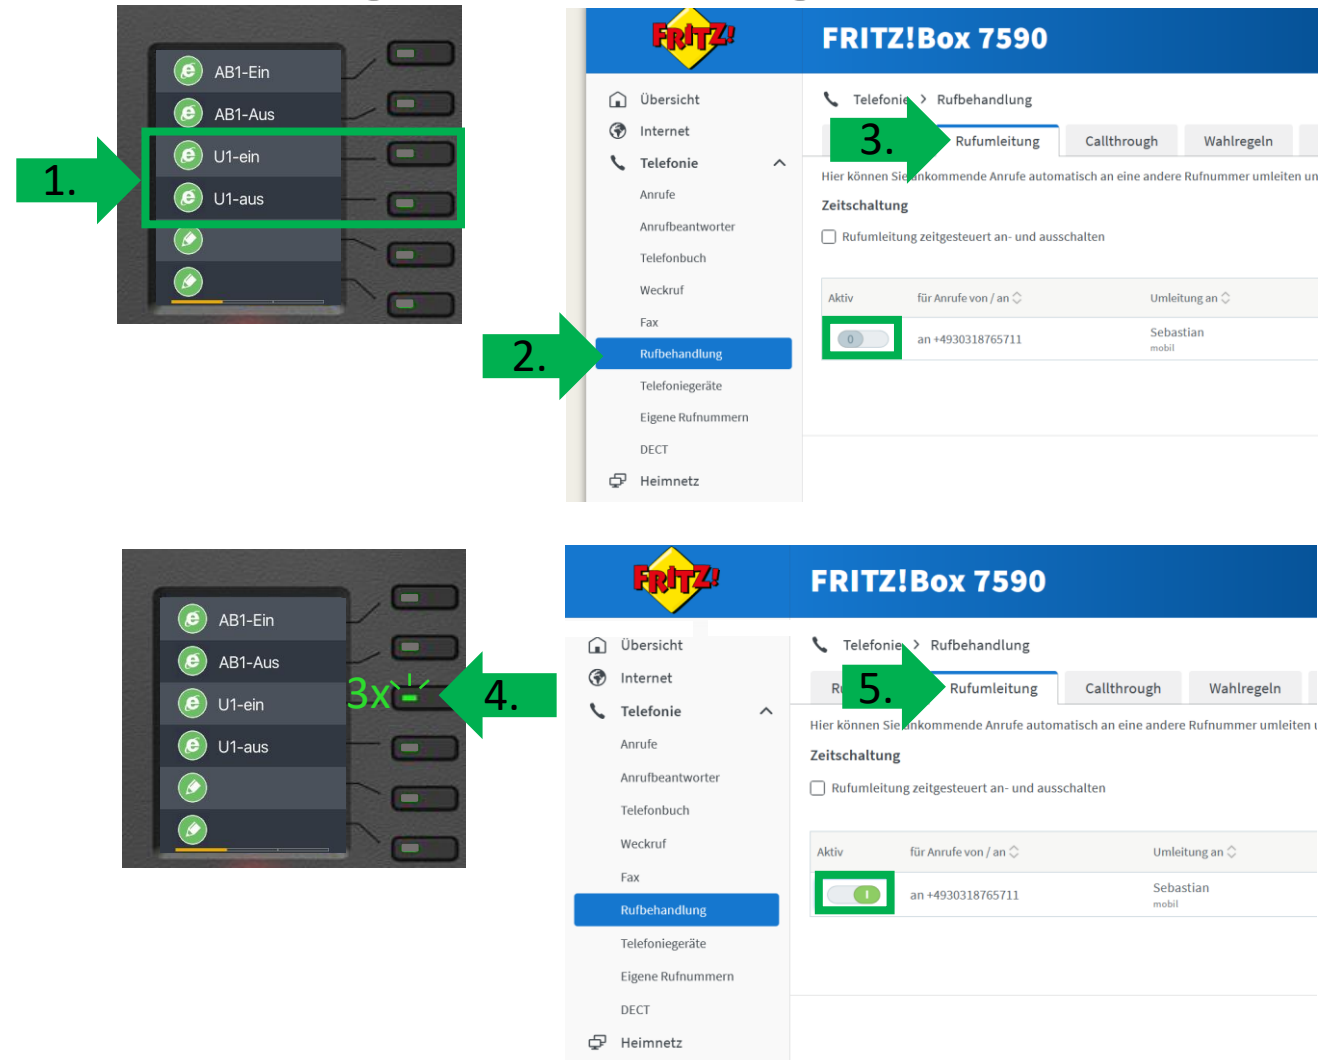 AB1-Ein
AB1-Aus
U1-ein
U1-aus
1.
FRITZ!
FRITZ!Box 7590
Übersicht
Internet
Telefonie
Anrufe
Anrufbeantworter
Telefonbuch
Weckruf
Fax
Rufbehandlung
Telefoniegeräte
Eigene Rufnummern
DECT
Heimnetz
2.
Telefonie > Rufbehandlung
3.
Rufumleitung Callthrough Wahlregeln
Hier können Sie ankommende Anrufe automatisch an eine andere Rufnummer umleiten un
Zeitschaltung
Rufumleitung zeitgesteuert an- und ausschalten
Aktiv für Anrufe von / an Umleitung an
0 an +4930318765711 Sebastian
mobil
AB1-Ein
AB1-Aus
U1-ein
U1-aus
3x
4.
FRITZ!
FRITZ!Box 7590
Übersicht
Internet
Telefonie
Anrufe
Anrufbeantworter
Telefonbuch
Weckruf
Fax
Rufbehandlung
Telefoniegeräte
Eigene Rufnummern
DECT
Heimnetz
Telefonie > Rufbehandlung
5.
Rufumleitung Callthrough Wahlregeln
Hier können Sie ankommende Anrufe automatisch an eine andere Rufnummer umleiten
Zeitschaltung
Rufumleitung zeitgesteuert an- und ausschalten
Aktiv für Anrufe von / an Umleitung an
I an +4930318765711 Sebastian
mobil